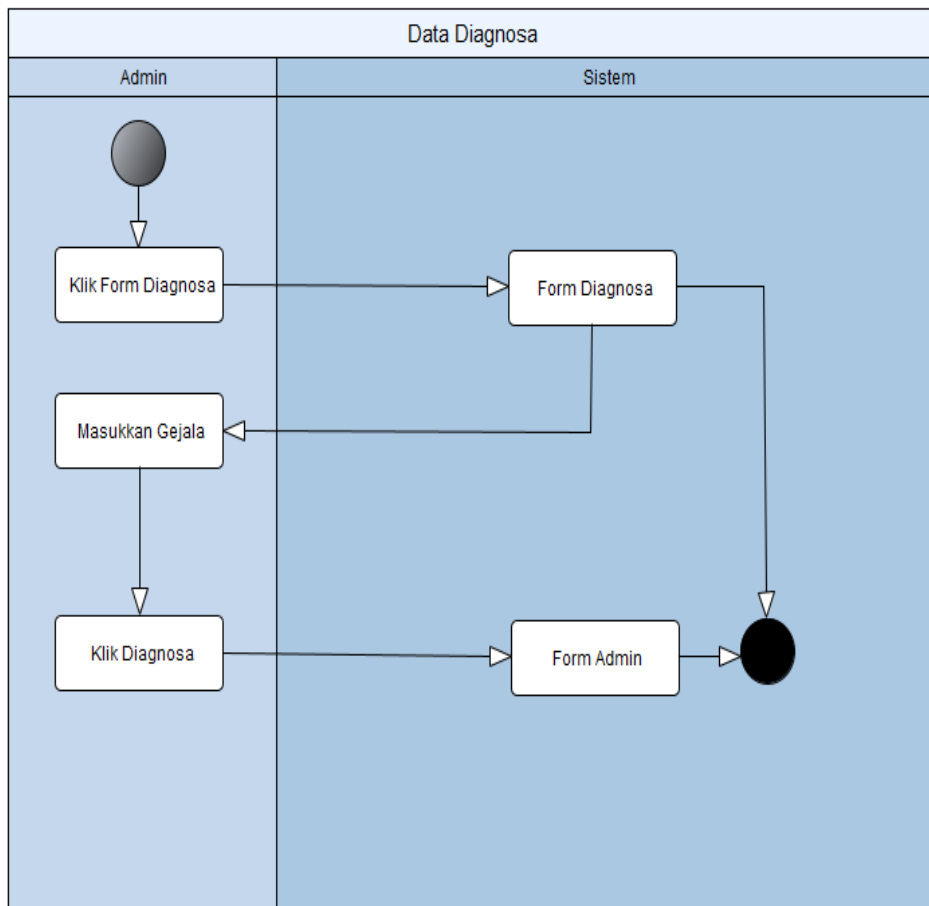 Data Diagnosa
Admin
Sistem
Klik Form Diagnosa
Form Diagnosa
Masukkan Gejala
Klik Diagnosa
Form Admin